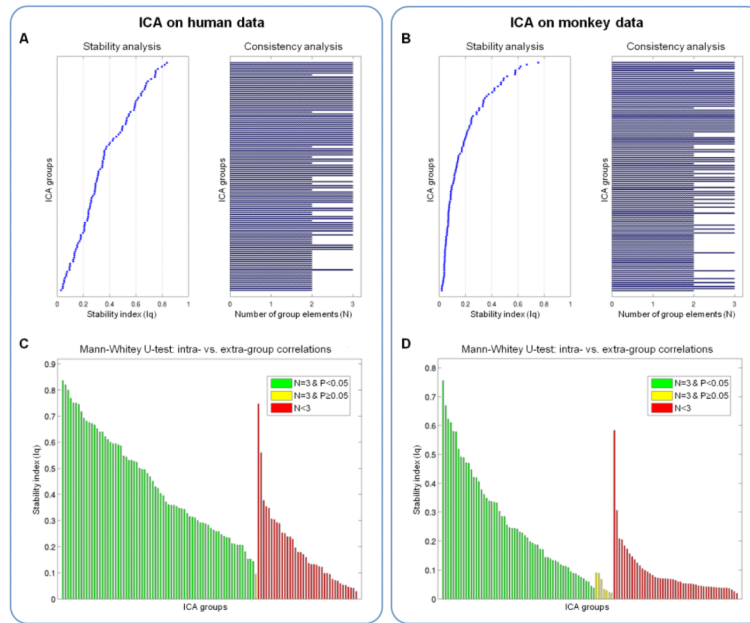 ICA on human data
A
Stability analysis
Consistency analysis
ICA groups
ICA groups
0 0.2 0.4 0.6 0.8 1
0 1 2 3
Stability index (Iq)
Number of group elements (N)
C
Mann-Whitey U-test: intra- vs. extra-group correlations
N=3 & P<0.05
N=3 & P≥0.05
N<3
Stability index (Iq)
0.9
0.8
0.7
0.6
0.5
0.4
0.3
0.2
0.1
0
ICA groups
ICA on monkey data
B
Stability analysis
Consistency analysis
ICA groups
ICA groups
0 0.2 0.4 0.6 0.8 1
0 1 2 3
Stability index (Iq)
Number of group elements (N)
D
Mann-Whitey U-test: intra- vs. extra-group correlations
N=3 & P<0.05
N=3 & P≥0.05
N<3
Stability index (Iq)
0.8
0.7
0.6
0.5
0.4
0.3
0.2
0.1
0
ICA groups